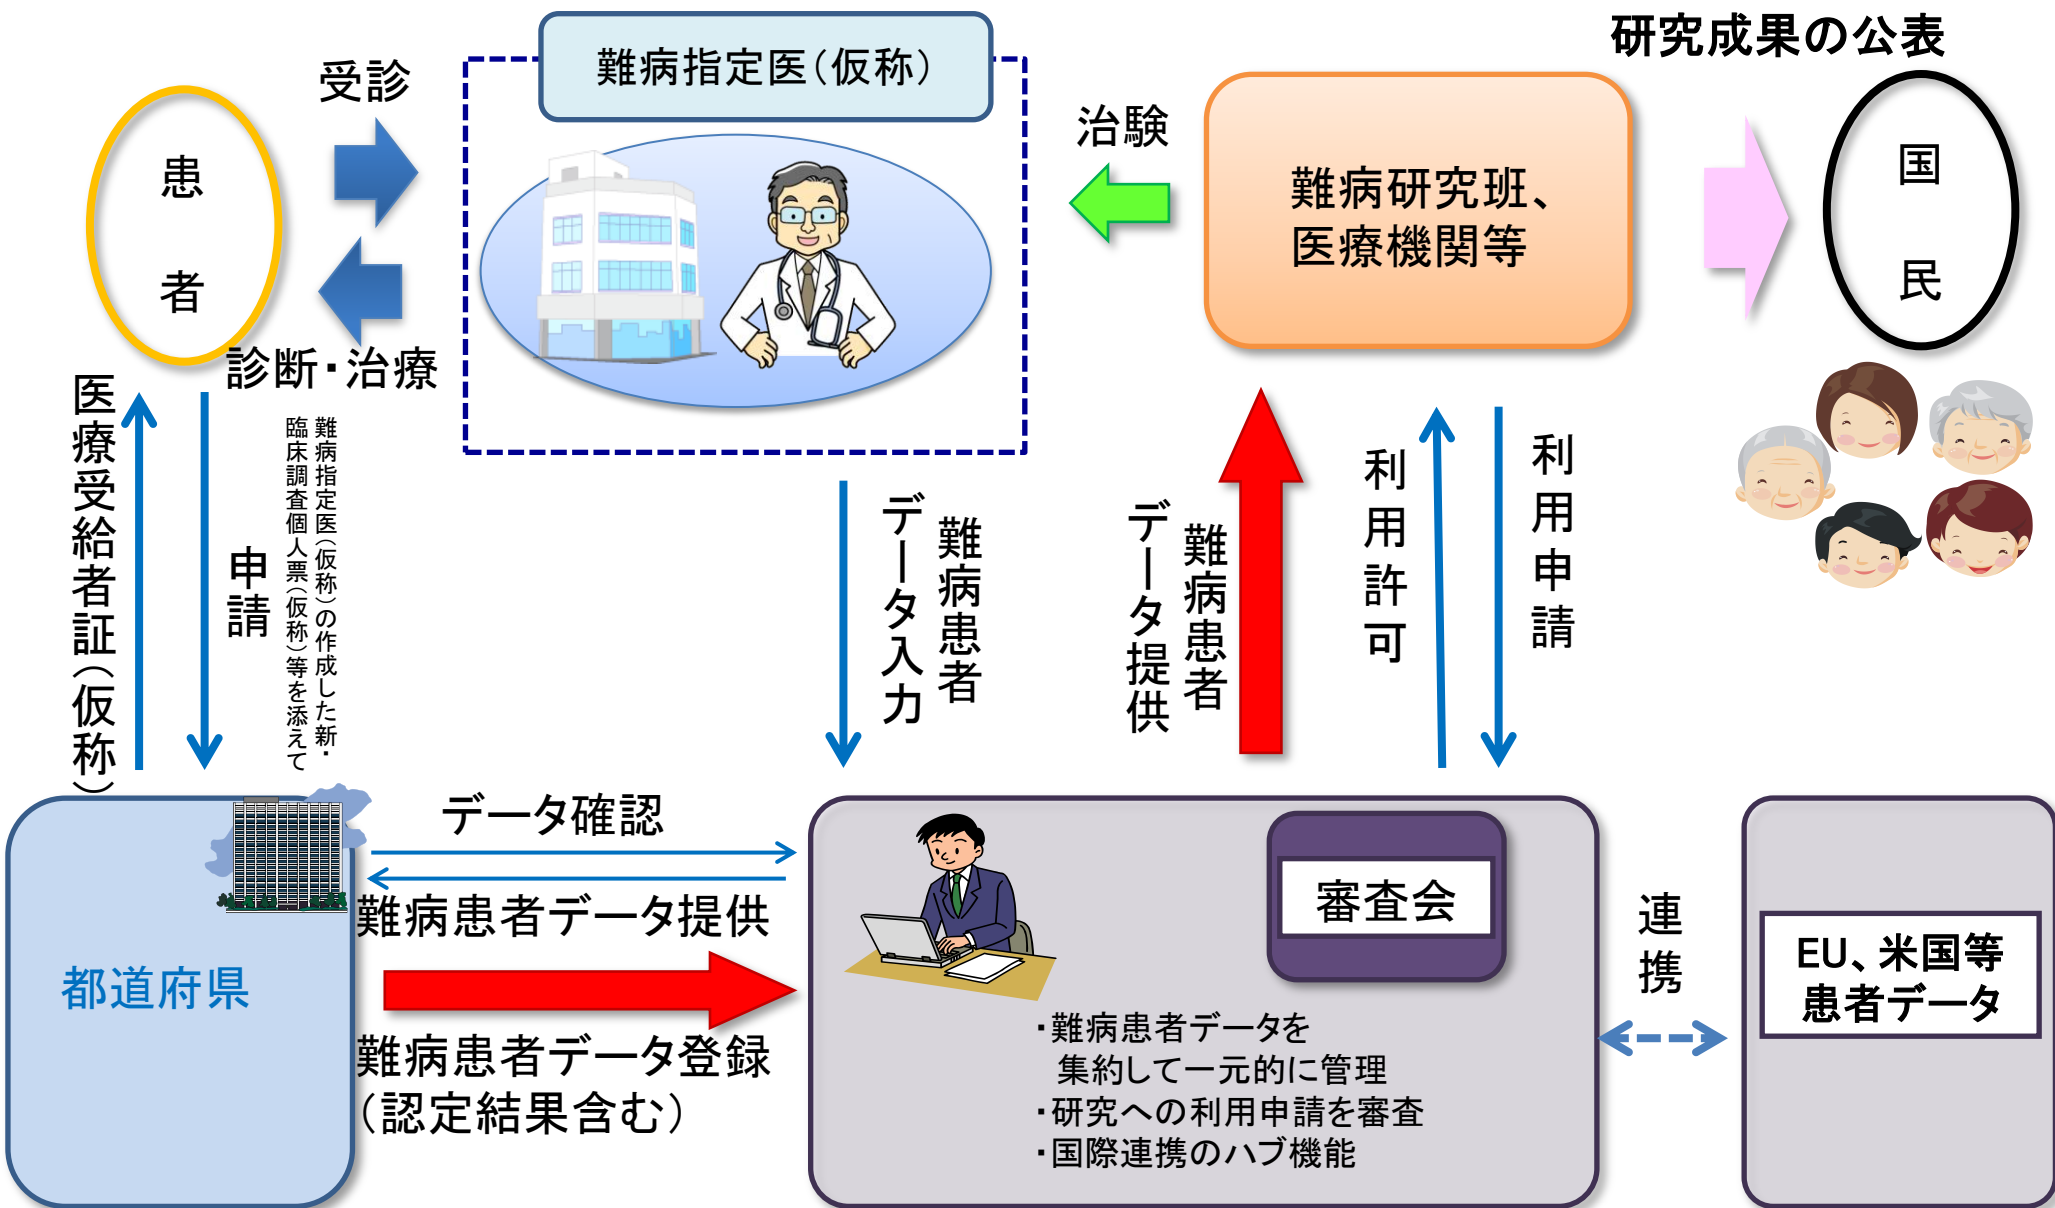 研究成果の公表
難病指定医(仮称)
受診
患者
診断・治療
治験
難病研究班、
医療機関等
国民
医療受給者証(仮称)
申請
難病指定医(仮称)の作成した新・
臨床調査個人票(仮称)等を添えて
難病患者
データ入力
難病患者
データ提供
利用許可
利用申請
都道府県
データ確認
難病患者データ提供
難病患者データ登録
(認定結果含む)
審査会
・難病患者データを
集約して一元的に管理
・研究への利用申請を審査
・国際連携のハブ機能
連携
EU、米国等
患者データ